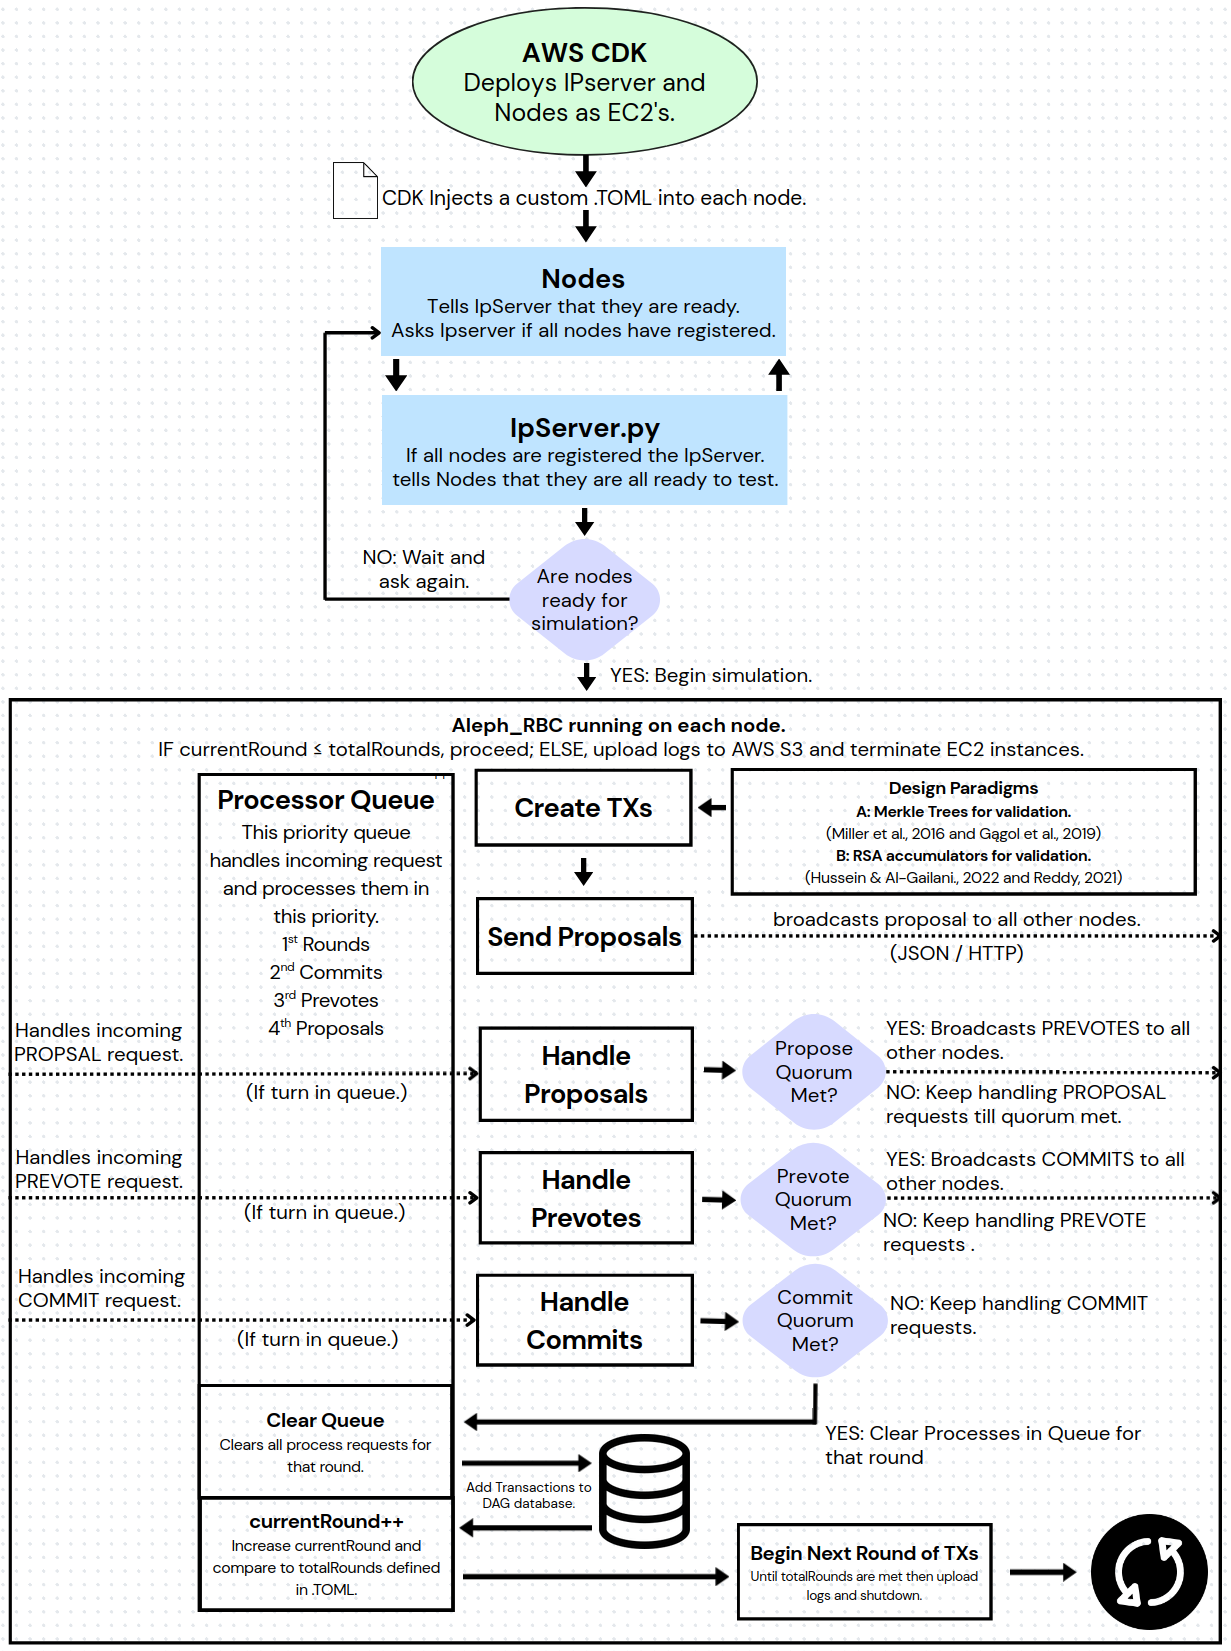 AWS CDK
Deploys IPserver and
Nodes as EC2's.
CDK Injects a custom .TOML into each node.
Nodes
Tells IpServer that they are ready.
Asks Ipserver if all nodes have registered.
IpServer.py
If all nodes are registered the IpServer.
tells Nodes that they are all ready to test.
NO: Wait and
ask again.
Are nodes
ready for
simulation?
YES: Begin simulation.
Aleph_RBC running on each node.
IF currentRound ≤ totalRounds, proceed; ELSE, upload logs to AWS S3 and terminate EC2 instances.
Processor Queue
This priority queue
handles incoming request
and processes them in
this priority.
1st Rounds
2nd Commits
3rd Prevotes
4th Proposals
Create TXs
Design Paradigms
A: Merkle Trees for validation.
(Miller et al., 2016 and Gągol et al., 2019)
B: RSA accumulators for validation.
(Hussein & Al-Gailani., 2022 and Reddy, 2021)
Send Proposals
broadcasts proposal to all other nodes.
(JSON / HTTP)
Handles incoming
PROPSAL request.
(If turn in queue.)
Handle
Proposals
Propose
Quorum
Met?
YES: Broadcasts PREVOTES to all
other nodes.
NO: Keep handling PROPOSAL
requests till quorum met.
Handles incoming
PREVOTE request.
(If turn in queue.)
Handle
Prevotes
Prevote
Quorum
Met?
YES: Broadcasts COMMITS to all
other nodes.
NO: Keep handling PREVOTE
requests .
Handles incoming
COMMIT request.
(If turn in queue.)
Handle
Commits
Commit
Quorum
Met?
NO: Keep handling COMMIT
requests.
YES: Clear Processes in Queue for
that round
Clear Queue
Clears all process requests for
that round.
Add Transactions to
DAG database.
currentRound++
Increase currentRound and
compare to totalRounds defined
in .TOML.
Begin Next Round of TXs
Until totalRounds are met then upload
logs and shutdown.